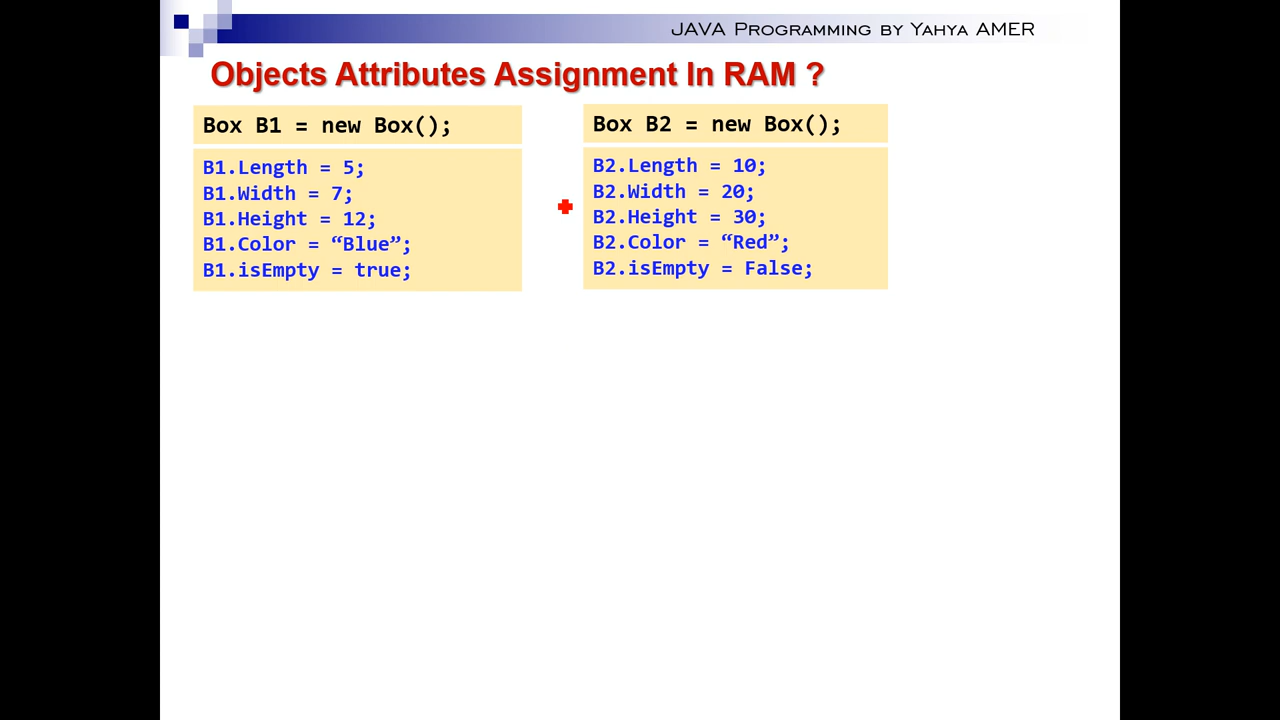 JAVA Programming by Yahya AMER
Objects Attributes Assignment In RAM ?
Box B1 = new Box();
B1.Length = 5;
B1.Width = 7;
B1.Height = 12;
B1.Color = “Blue”;
B1.isEmpty = true;
Box B2 = new Box();
B2.Length = 10;
B2.Width = 20;
B2.Height = 30;
B2.Color = “Red”;
B2.isEmpty = False;